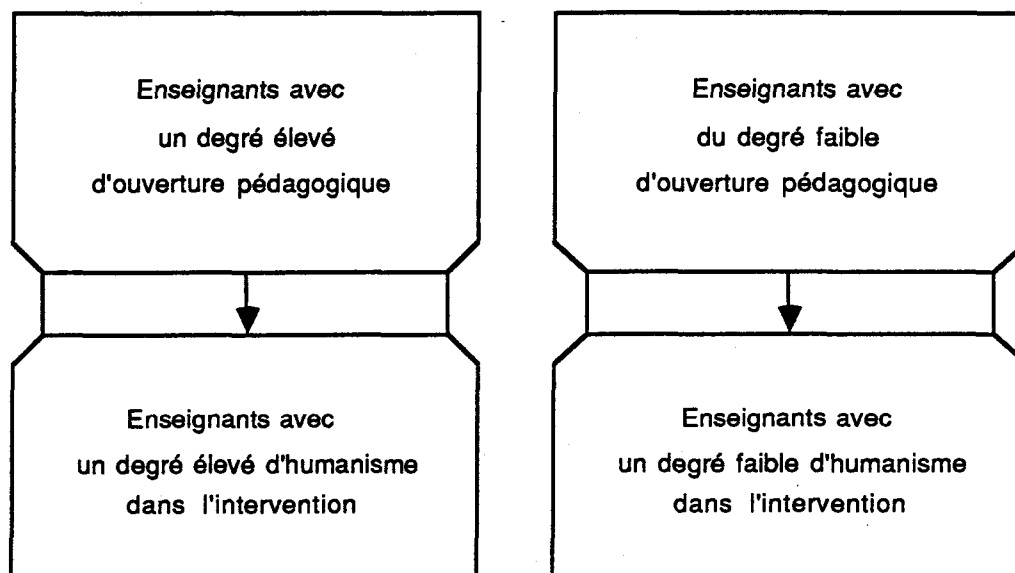 Enseignants avec
un degré élevé
d'ouverture pédagogique
Enseignants avec
du degré faible
d'ouverture pédagogique
Enseignants avec
un degré élevé d'humanisme
dans l'intervention
Enseignants avec
un degré faible d'humanisme
dans l'intervention